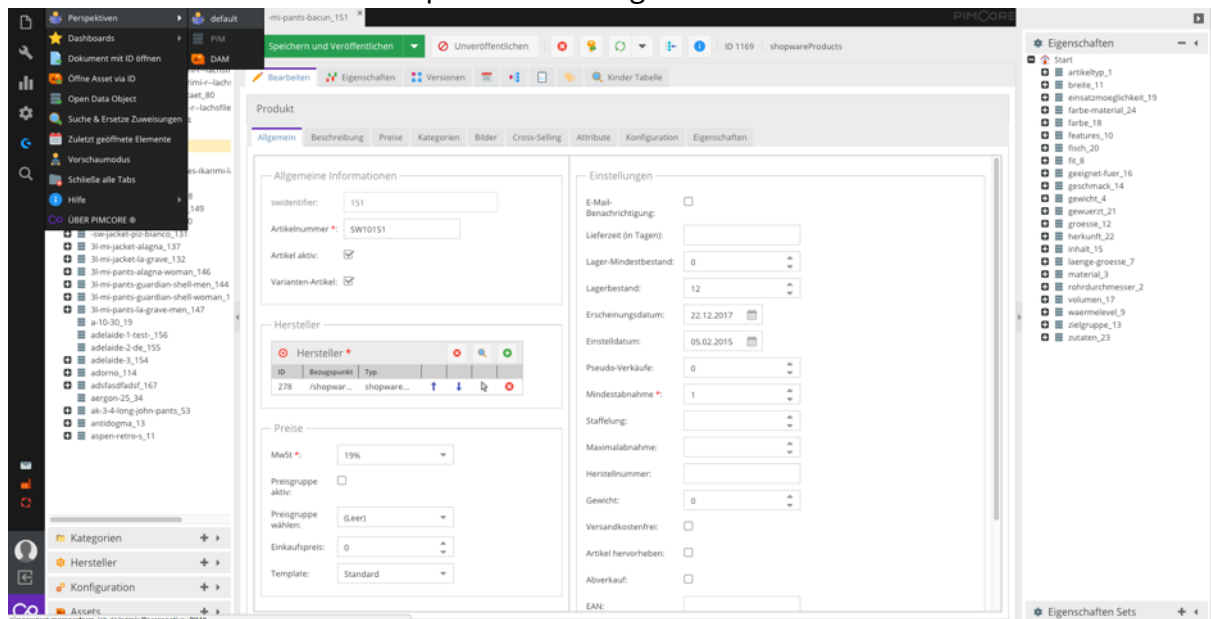 Perspektiven
default
-mi-pants-bacun_151
PIMCORE
Dashboards
PIM
Dokument mit ID öffnen
DAM
Öffne Asset via ID
Open Data Object
Suche & Ersetze Zuweisungen
Zuletzt geöffnete Elemente
Vorschaumodus
Schließe alle Tabs
Hilfe
ÜBER PIMCORE ®
Speichern und Veröffentlichen
Unveröffentlichen
ID 1169
shopwareProducts
Bearbeiten
Eigenschaften
Versionen
Kinder Tabelle
Produkt
Allgemein Beschreibung Preise Kategorien Bilder Cross-Selling Attribute Konfiguration Eigenschaften
-sw-jacket-piz-bianco_131
3l-mi-jacket-alagna_137
3l-mi-jacket-la-grave_132
3l-mi-pants-alagna-woman_146
3l-mi-pants-guardian-shell-men_144
3l-mi-pants-guardian-shell-woman_1
3l-mi-pants-la-grave-men_147
a-10-30_19
adelaide-1-test-_156
adelaide-2-de_155
adelaide-3_154
adorno_114
adsfasdfadsf_167
aergon-25_34
ak-3-4-long-john-pants_53
antidogma_13
aspen-retro-s_11
Kategorien
Hersteller
Konfiguration
Assets
Allgemeine Informationen
swidentifier: 151
Artikelnummer *: SW10151
Artikel aktiv:
Varianten-Artikel:
Hersteller
Hersteller *
ID Bezugspunkt Typ
278 /shopwar... shopware...
Preise
MwSt *: 19%
Preisgruppe
aktiv:
Preisgruppe
wählen: (Leer)
Einkaufspreis: 0
Template: Standard
Einstellungen
E-Mail-
Benachrichtigung:
Lieferzeit (in Tagen):
Lager-Mindestbestand: 0
Lagerbestand: 12
Erscheinungsdatum: 22.12.2017
Einstelldatum: 05.02.2015
Pseudo-Verkäufe: 0
Mindestabnahme *: 1
Staffelung:
Maximalabnahme:
Herstellnummer:
Gewicht: 0
Versandkostenfrei:
Artikel hervorheben:
Abverkauf:
EAN:
Eigenschaften
Start
artikeltyp_1
breite_11
einsatzmoeglichkeit_19
farbe-material_24
farbe_18
features_10
fisch_20
fit_8
geeignet-fuer_16
geschmack_14
gewicht_4
gewuerzt_21
groesse_12
herkunft_22
inhalt_15
laenge-groesse_7
material_3
rohrdurchmesser_2
volumen_17
waermelevel_9
zielgruppe_13
zutaten_23
Eigenschaften Sets